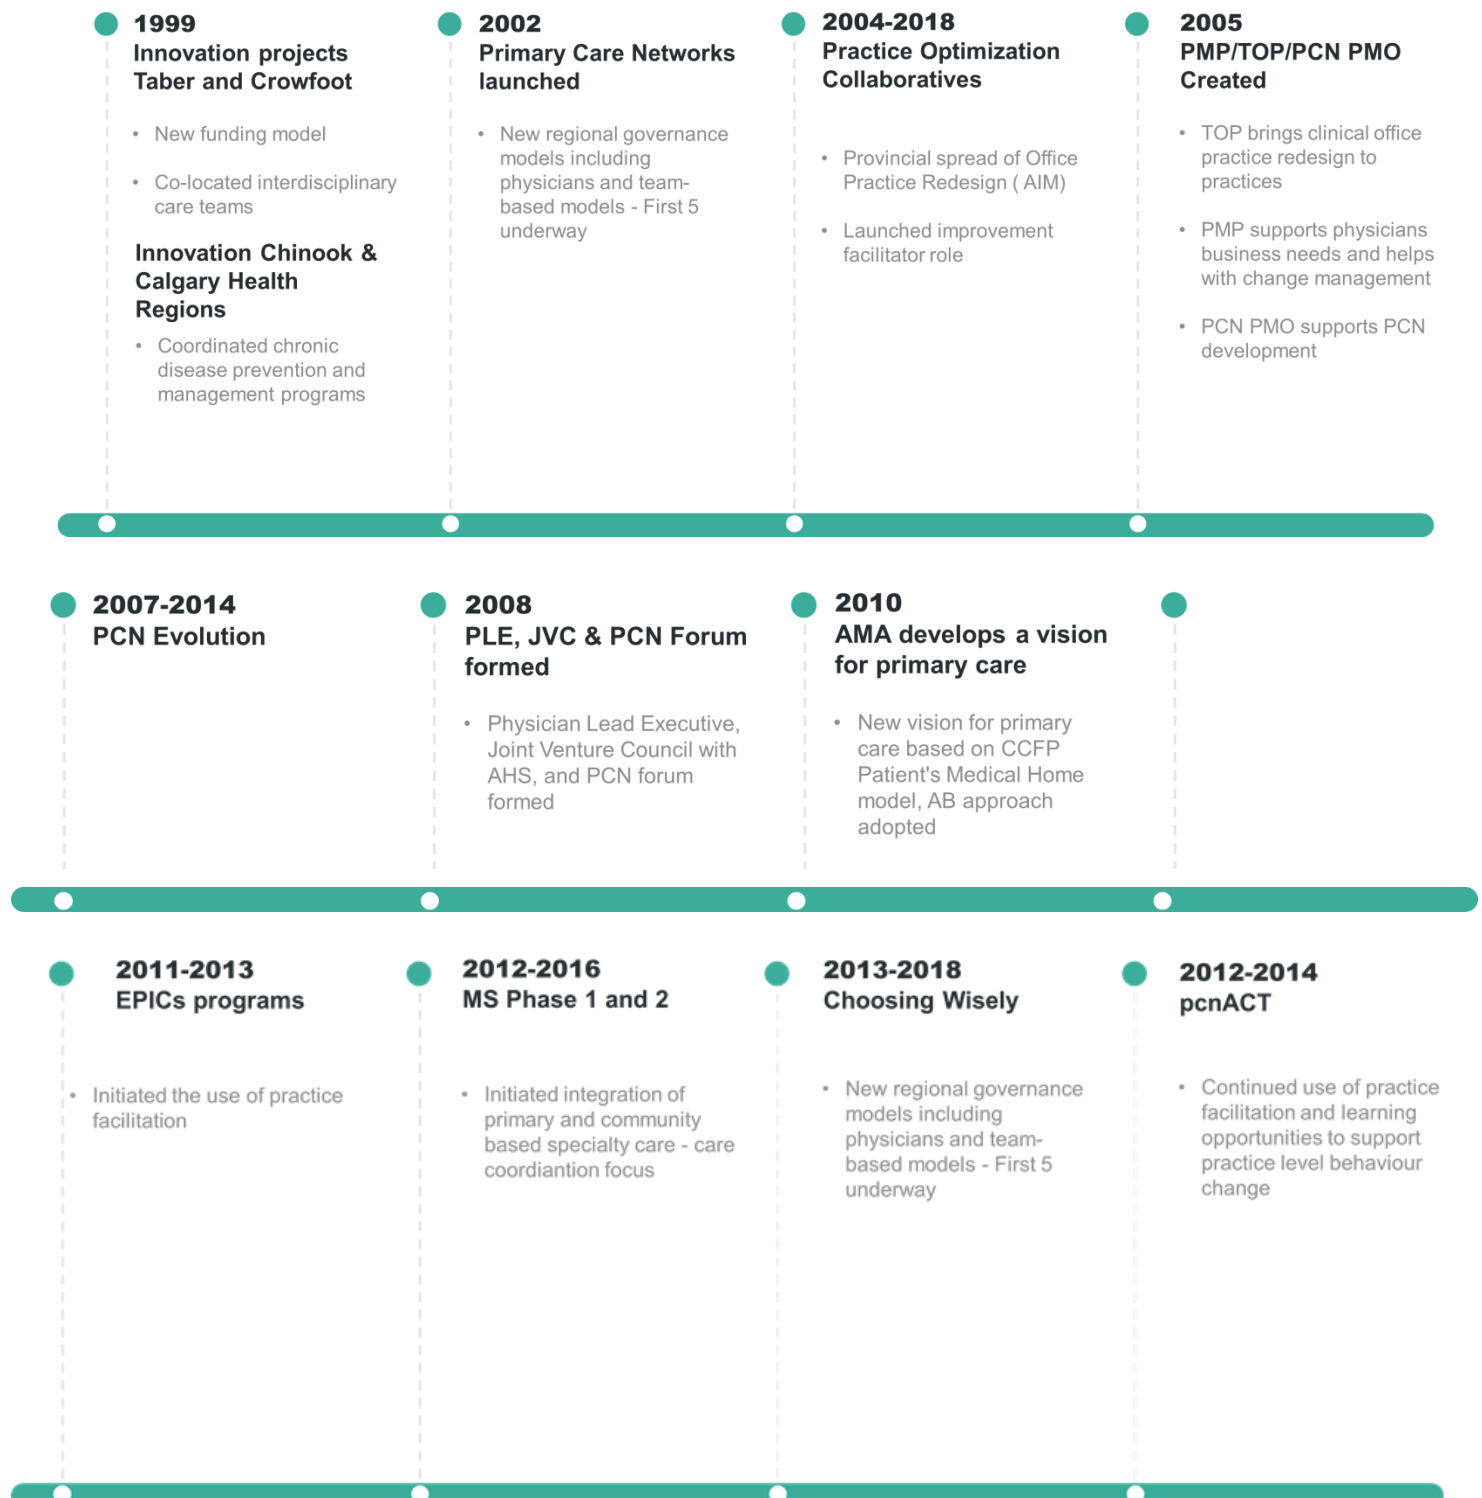 1999
Innovation projects
Taber and Crowfoot
• New funding model
• Co-located interdisciplinary
care teams
Innovation Chinook &
Calgary Health
Regions
• Coordinated chronic
disease prevention and
management programs
2002
Primary Care Networks
launched
• New regional governance
models including
physicians and team-
based models - First 5
underway
2004-2018
Practice Optimization
Collaboratives
• Provincial spread of Office
Practice Redesign ( AIM)
• Launched improvement
facilitator role
2005
PMP/TOP/PCN PMO
Created
• TOP brings clinical office
practice redesign to
practices
• PMP supports physicians
business needs and helps
with change management
• PCN PMO supports PCN
development
2007-2014
PCN Evolution
2008
PLE, JVC & PCN Forum
formed
• Physician Lead Executive,
Joint Venture Council with
AHS, and PCN forum
formed
2010
AMA develops a vision
for primary care
• New vision for primary
care based on CCFP
Patient's Medical Home
model, AB approach
adopted
2011-2013
EPICs programs
• Initiated the use of practice
facilitation
2012-2016
MS Phase 1 and 2
• Initiated integration of
primary and community
based specialty care - care
coordiantion focus
2013-2018
Choosing Wisely
• New regional governance
models including
physicians and team-
based models - First 5
underway
2012-2014
pcnACT
• Continued use of practice
facilitation and learning
opportunities to support
practice level behaviour
change